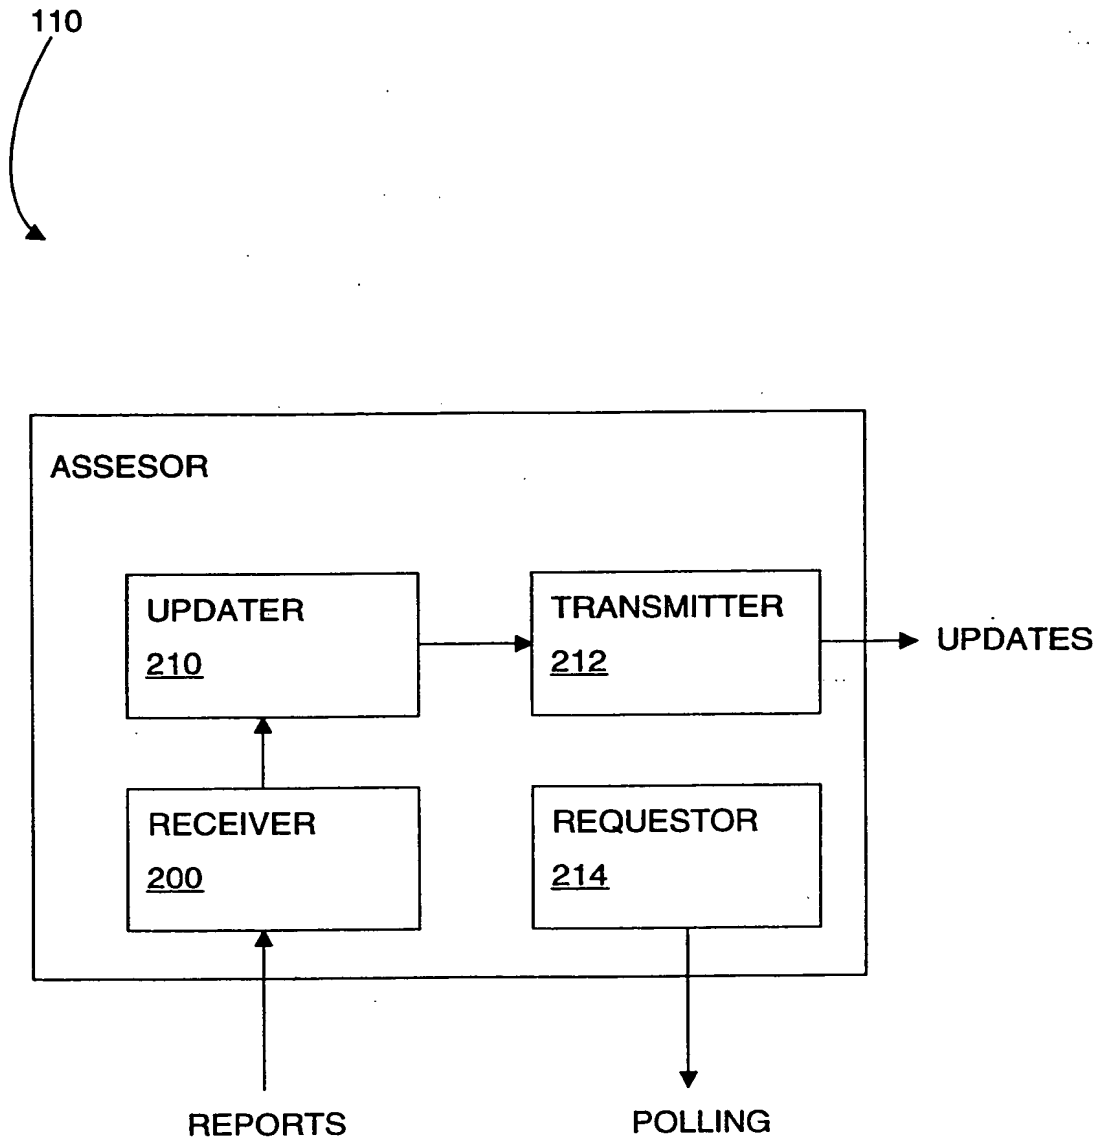 110
ASSESOR
UPDATER
210
TRANSMITTER
212
UPDATES
RECEIVER
200
REQUESTOR
214
REPORTS
POLLING